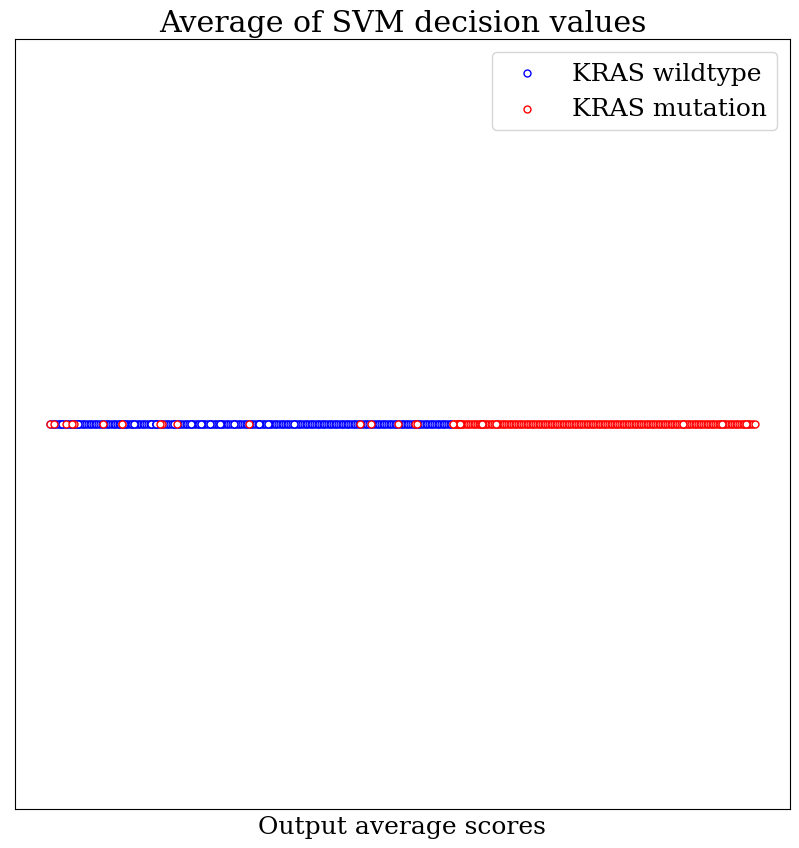 Average of SVM decision values
KRAS wildtype
KRAS mutation
Output average scores